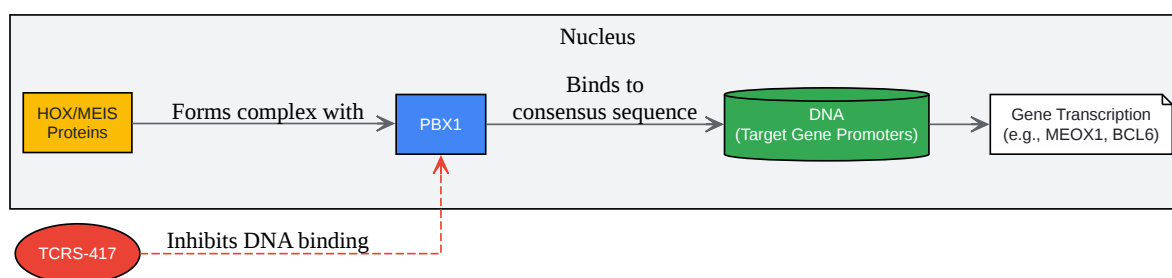 Nucleus
HOX/MEIS
Proteins
Forms complex with
PBX1
Binds to
consensus sequence
DNA
(Target Gene Promoters)
Gene Transcription
(e.g., MEOX1, BCL6)
TCRS-417
Inhibits DNA binding